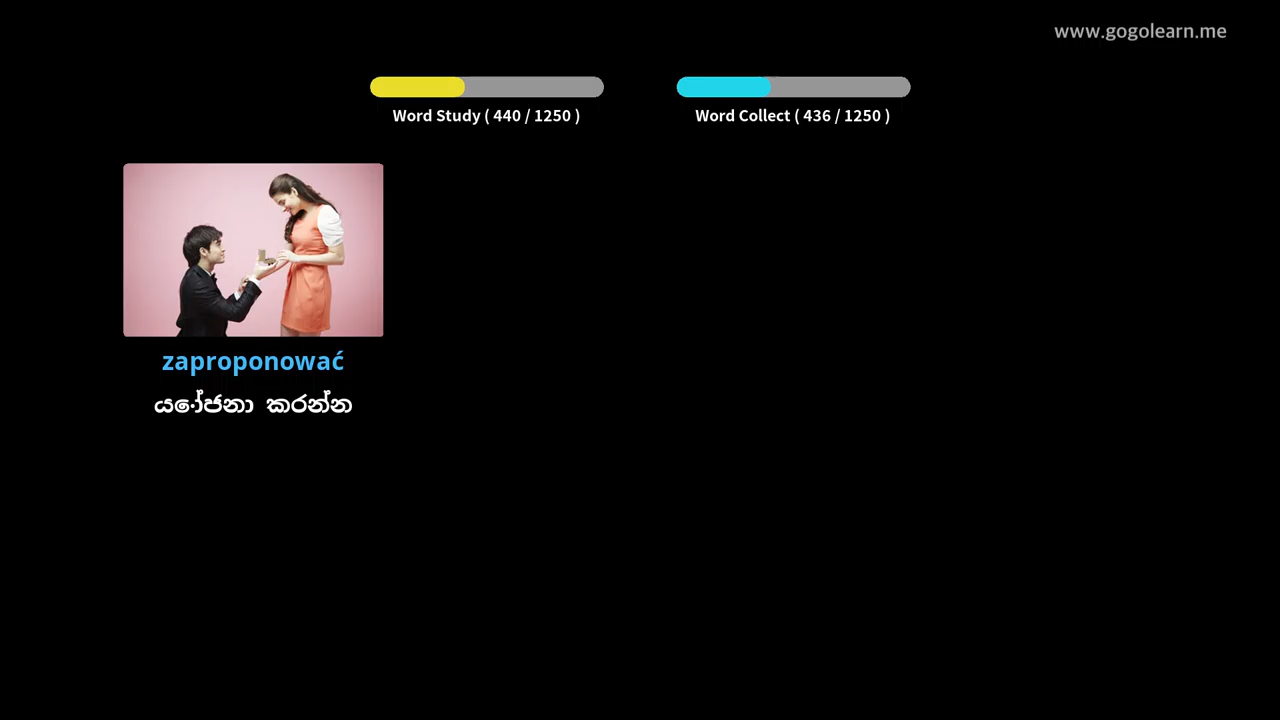 www.gogolearn.me
Word Study ( 440 / 1250 )
Word Collect ( 436 / 1250 )
zaproponować
යෝජනා කරන්න